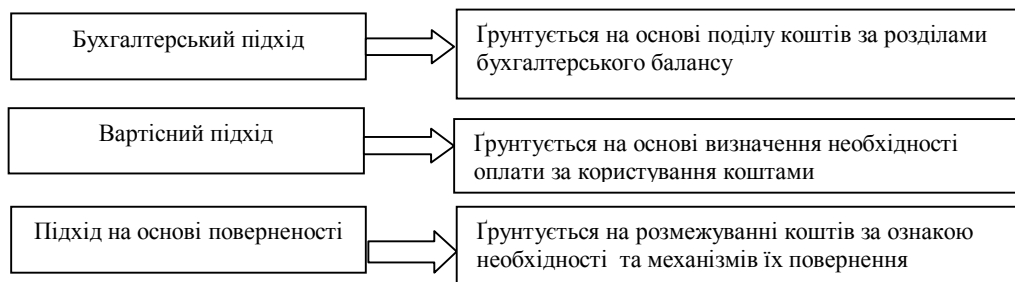 Бухгалтерський підхід
Ґрунтується на основі поділу коштів за розділами
бухгалтерського балансу
Вартісний підхід
Ґрунтується на основі визначення необхідності
оплати за користування коштами
Підхід на основі поверненості
Ґрунтується на розмежуванні коштів за ознакою
необхідності та механізмів їх повернення